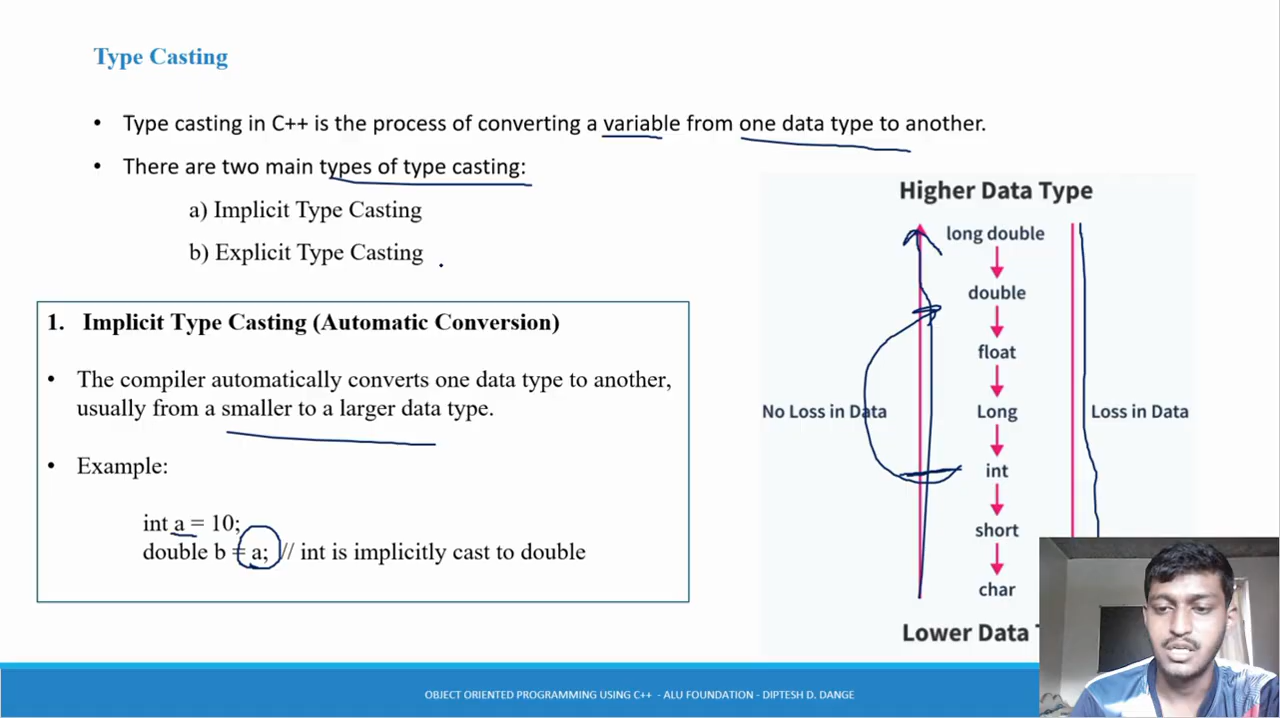 Type Casting
• Type casting in C++ is the process of converting a variable from one data type to another.
• There are two main types of type casting:
a) Implicit Type Casting
b) Explicit Type Casting
1. Implicit Type Casting (Automatic Conversion)
• The compiler automatically converts one data type to another,
usually from a smaller to a larger data type.
• Example:
int a = 10;
double b = a; // int is implicitly cast to double
Higher Data Type
long double
double
float
No Loss in Data
Long
Loss in Data
int
short
char
Lower Data
OBJECT ORIENTED PROGRAMMING USING C++ - ALU FOUNDATION - DIPTESH D. DANGE